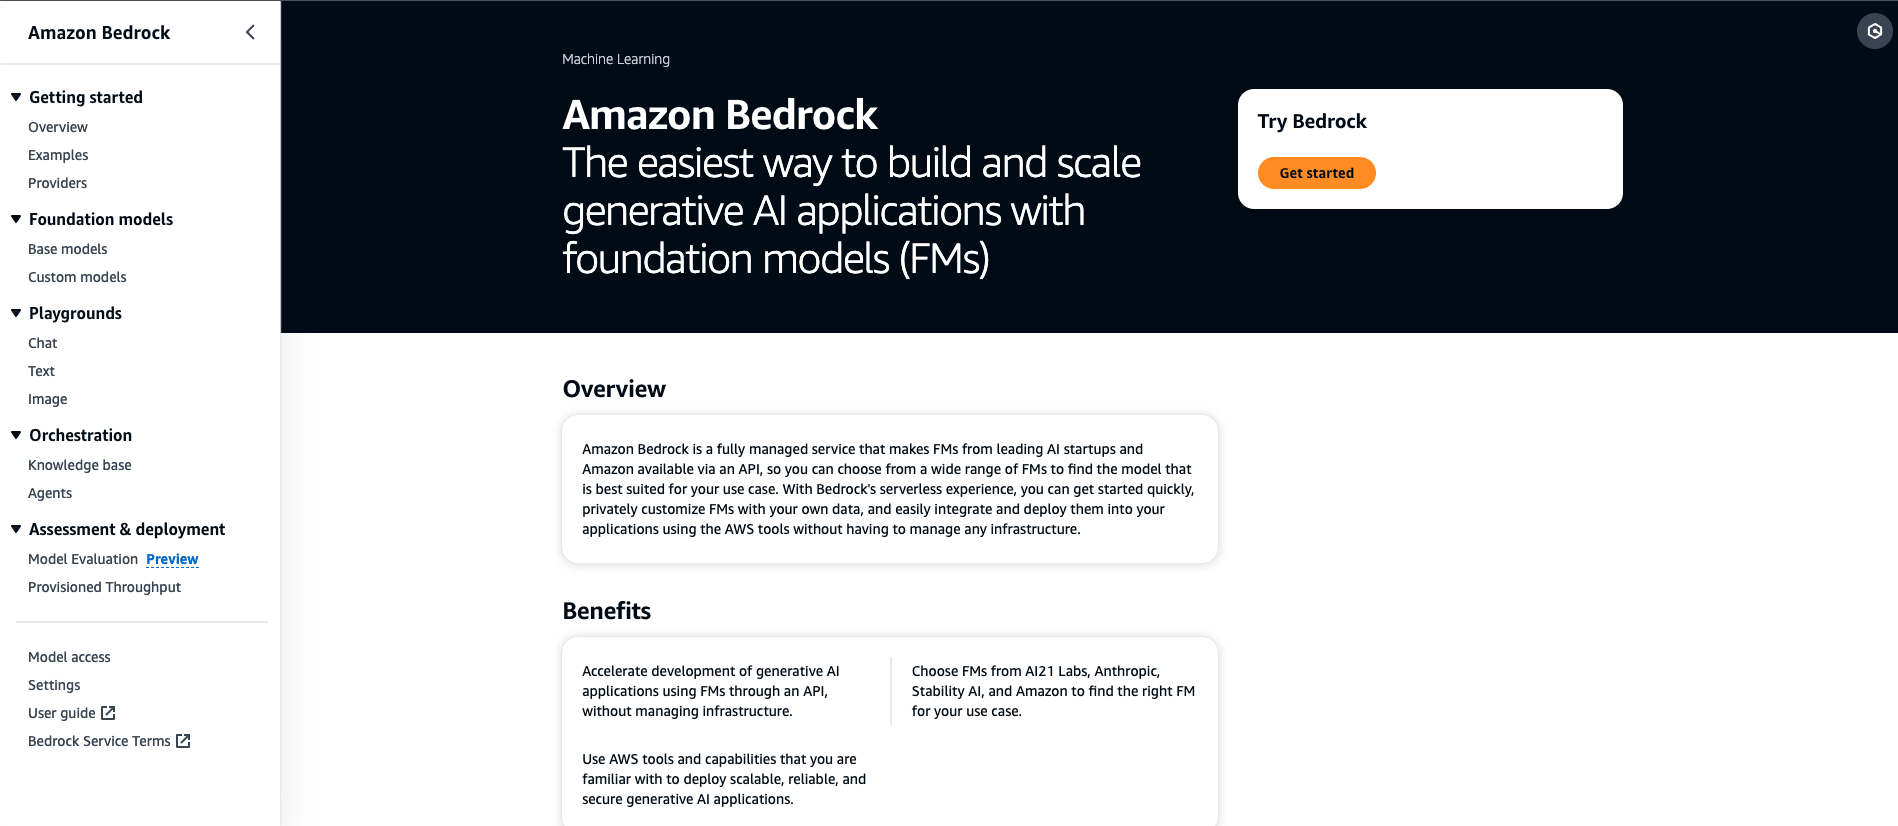 Amazon Bedrock
Getting started
Overview
Examples
Providers
Foundation models
Base models
Custom models
Playgrounds
Chat
Text
Image
Orchestration
Knowledge base
Agents
Assessment & deployment
Model Evaluation Preview
Provisioned Throughput
Model access
Settings
User guide
Bedrock Service Terms
Machine Learning
Amazon Bedrock
The easiest way to build and scale
generative AI applications with
foundation models (FMs)
Try Bedrock
Get started
Overview
Amazon Bedrock is a fully managed service that makes FMs from leading AI startups and
Amazon available via an API, so you can choose from a wide range of FMs to find the model that
is best suited for your use case. With Bedrock's serverless experience, you can get started quickly,
privately customize FMs with your own data, and easily integrate and deploy them into your
applications using the AWS tools without having to manage any infrastructure.
Benefits
Accelerate development of generative AI
applications using FMs through an API,
without managing infrastructure.
Choose FMs from AI21 Labs, Anthropic,
Stability AI, and Amazon to find the right FM
for your use case.
Use AWS tools and capabilities that you are
familiar with to deploy scalable, reliable, and
secure generative AI applications.